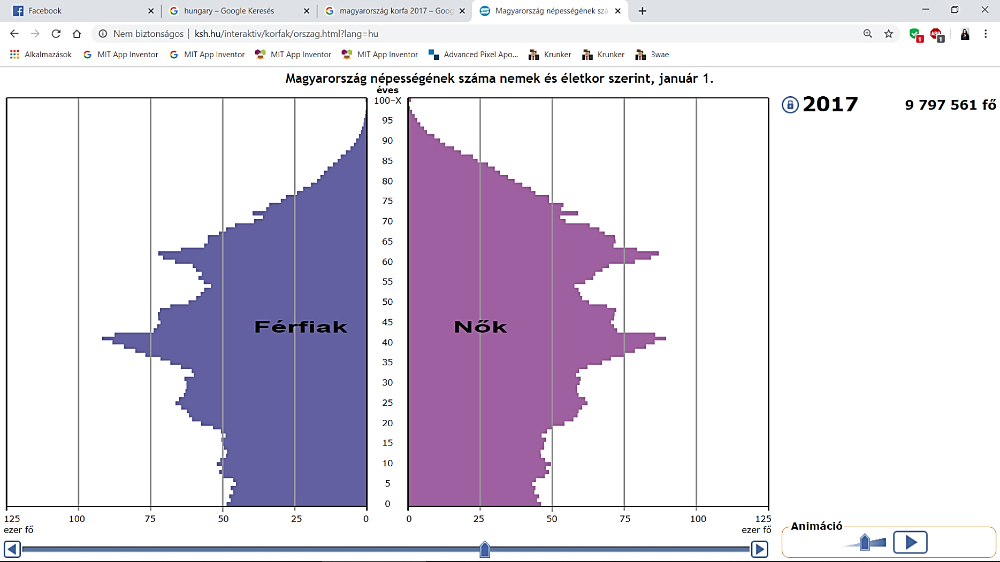 Facebook
hungary – Google Keresés
magyarország korfa 2017 – Goog
Magyarország népességének szá
Nem biztonságos | ksh.hu/interaktiv/korfak/orszag.html?lang=hu
Alkalmazások
MIT App Inventor
MIT App Inventor
MIT App Inventor
MIT App Inventor
Advanced Pixel Apo...
Krunker
Krunker
3wae
Magyarország népességének száma nemek és életkor szerint, január 1.
éves
100–X
95
90
85
80
75
70
65
60
55
50
45
40
35
30
25
20
15
10
5
0
Férfiak
Nők
125 100 75 50 25 0
ezer fő
0 25 50 75 100 125
ezer fő
2017
9 797 561 fő
Animáció
ABP
1
1